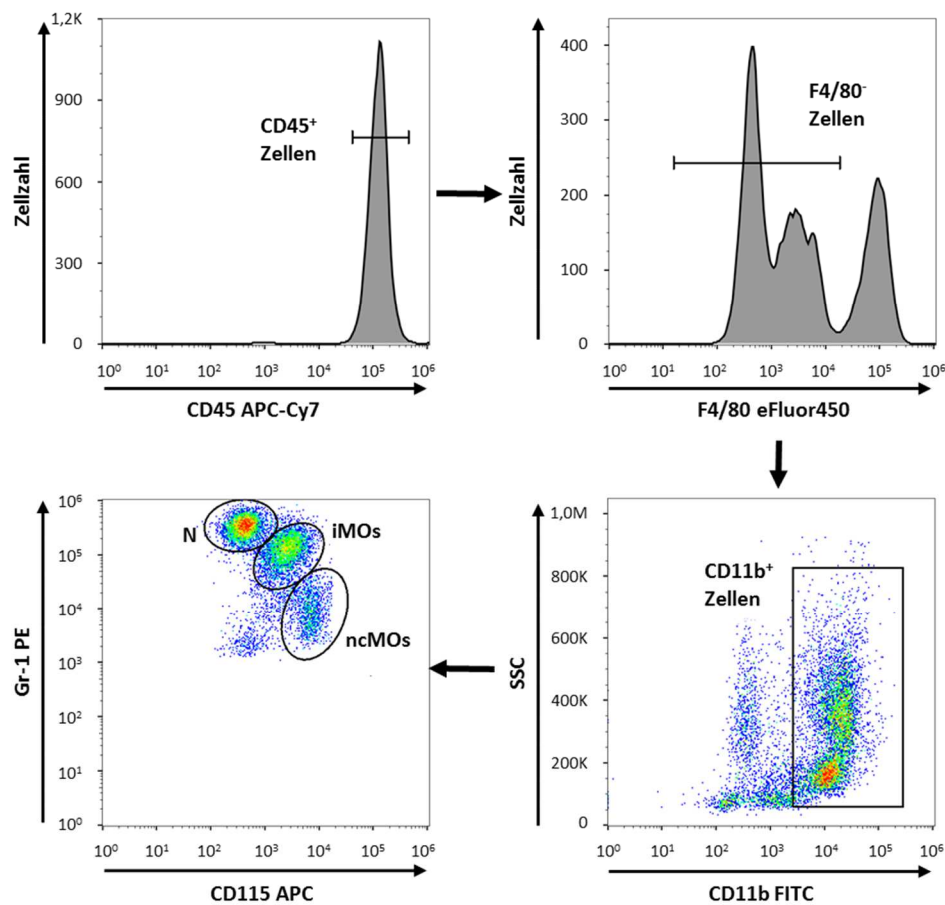 1,2K
900
600
300
0
Zellzahl
CD45⁺
Zellen
10⁰ 10¹ 10² 10³ 10⁴ 10⁵ 10⁶
CD45 APC-Cy7
400
300
200
100
0
Zellzahl
F4/80⁻
Zellen
10⁰ 10¹ 10² 10³ 10⁴ 10⁵ 10⁶
F4/80 eFluor450
10⁶
10⁵
10⁴
10³
10²
10¹
10⁰
Gr-1 PE
N
iMOs
ncMOs
10⁰ 10¹ 10² 10³ 10⁴ 10⁵ 10⁶
CD115 APC
1,0M
800K
600K
400K
200K
0
SSC
CD11b⁺
Zellen
10⁰ 10¹ 10² 10³ 10⁴ 10⁵ 10⁶
CD11b FITC